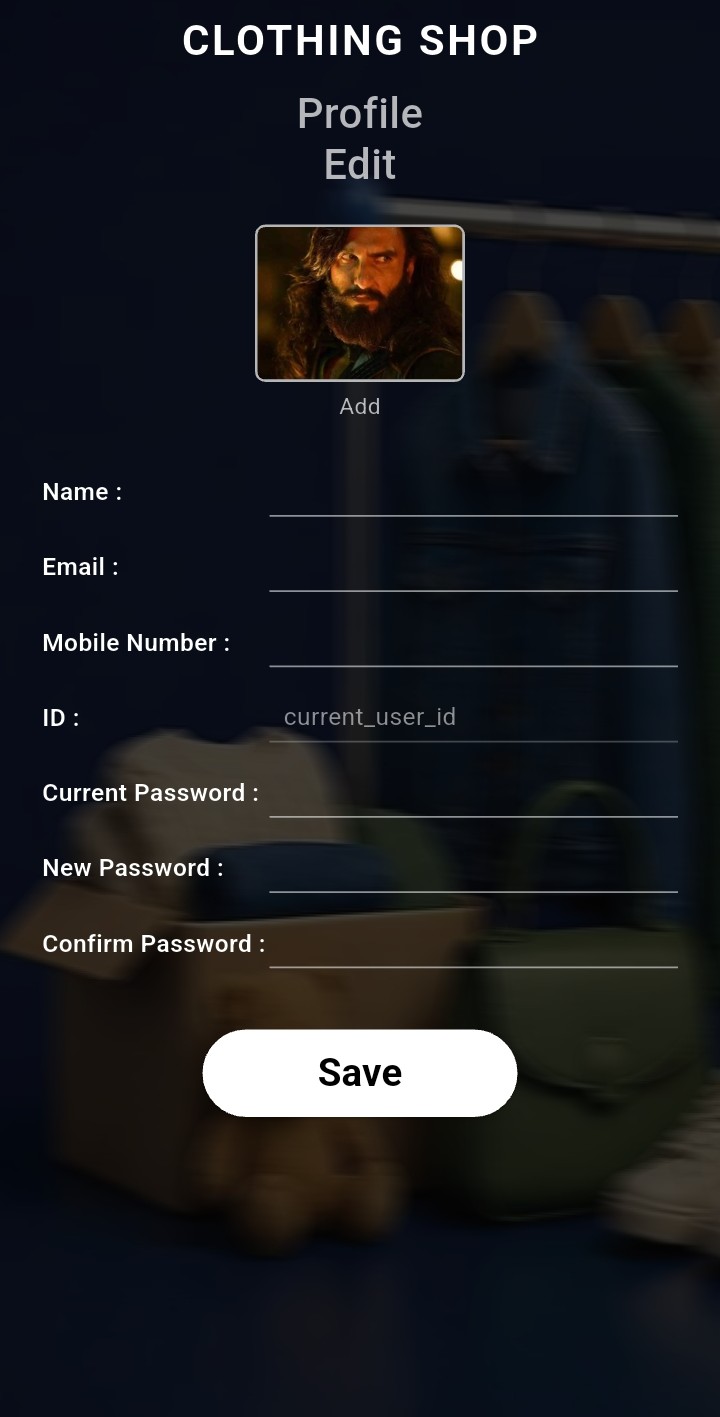 CLOTHING SHOP
Profile
Edit
Add
Name :
Email :
Mobile Number :
ID : current_user_id
Current Password :
New Password :
Confirm Password :
Save